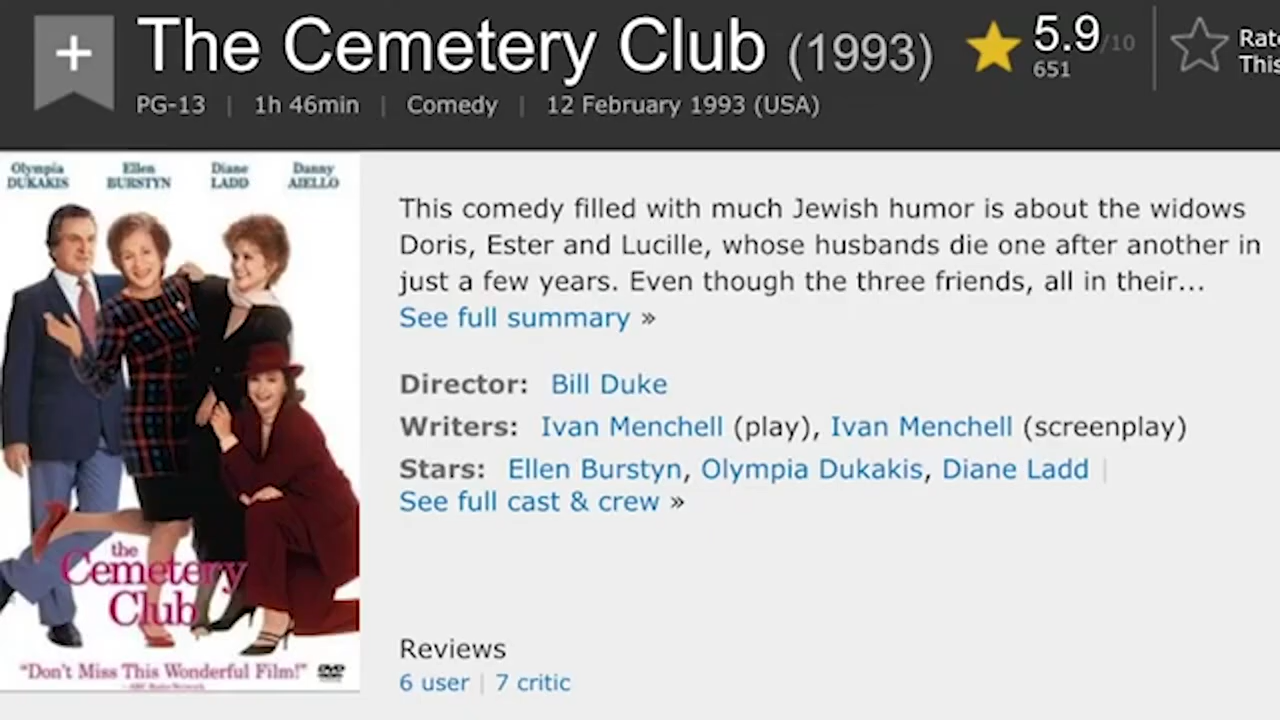 The Cemetery Club (1993)
5.9/10
651
Rate
This
PG-13 | 1h 46min | Comedy | 12 February 1993 (USA)
Olympia DUKAKIS
Ellen BURSTYN
Diane LADD
Danny AIELLO
the
Cemetery
Club
"Don't Miss This Wonderful Film!"
DVD
This comedy filled with much Jewish humor is about the widows
Doris, Ester and Lucille, whose husbands die one after another in
just a few years. Even though the three friends, all in their...
See full summary »
Director: Bill Duke
Writers: Ivan Menchell (play), Ivan Menchell (screenplay)
Stars: Ellen Burstyn, Olympia Dukakis, Diane Ladd |
See full cast & crew »
Reviews
6 user | 7 critic